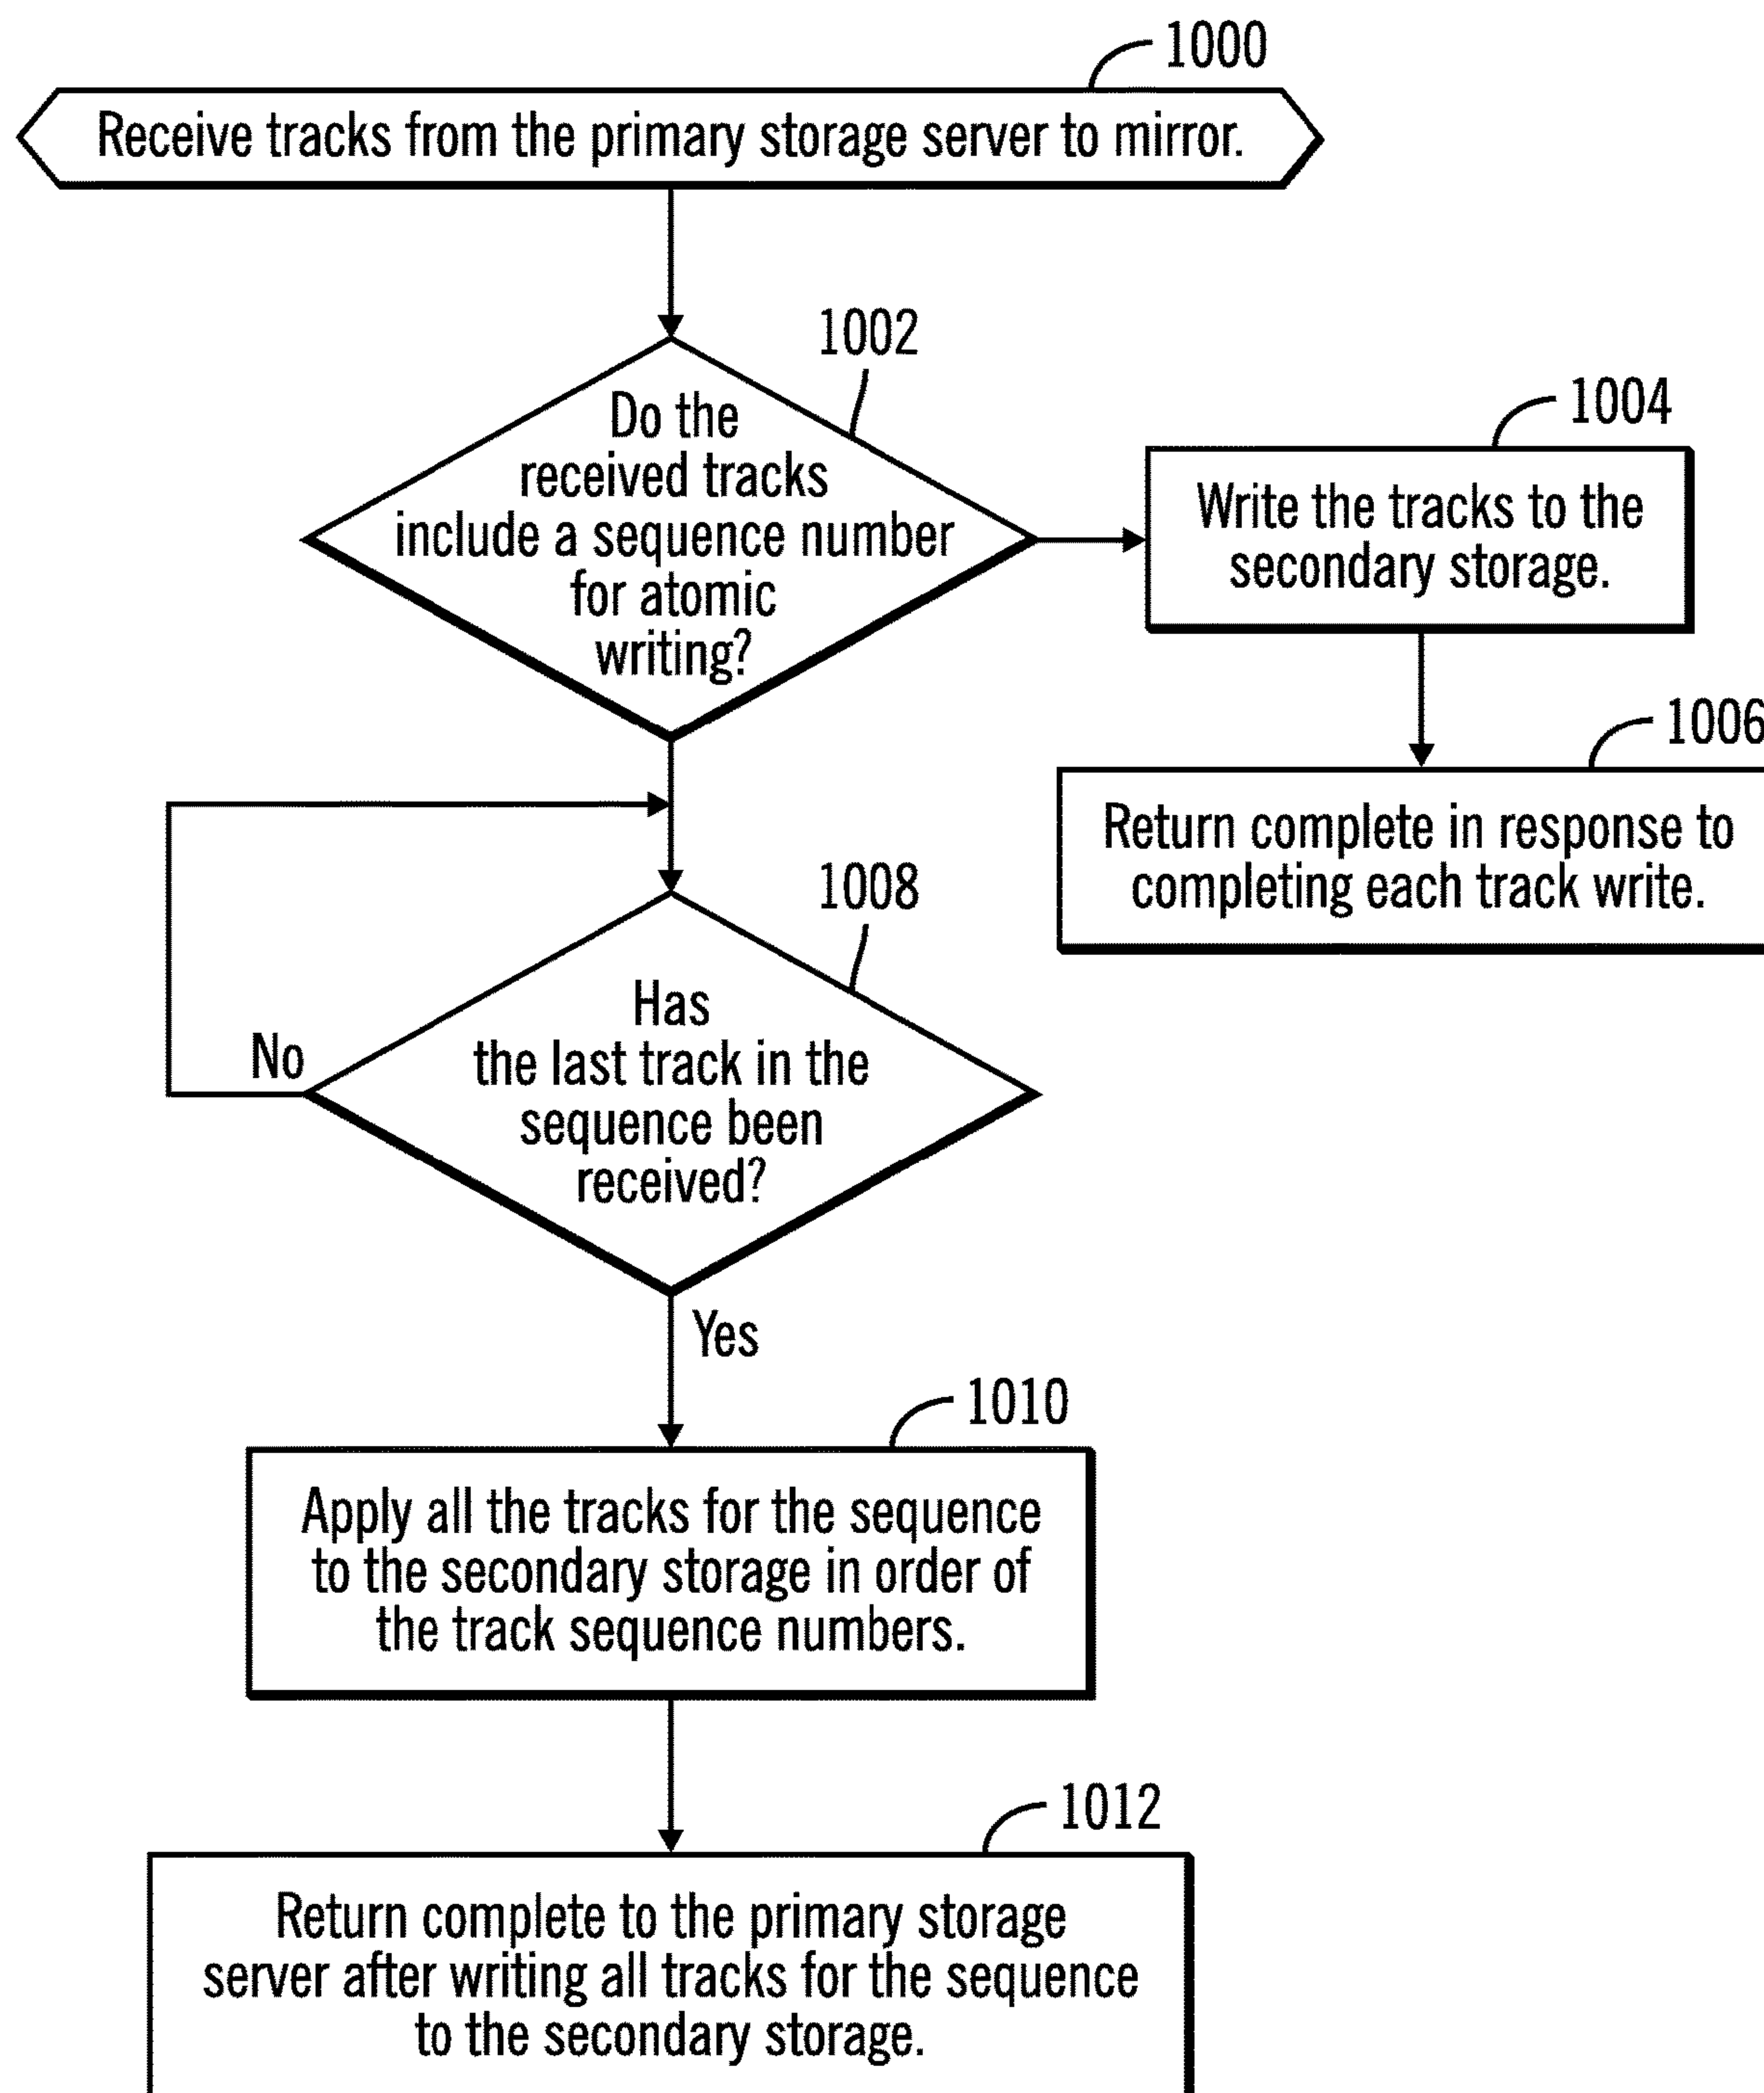 1000
Receive tracks from the primary storage server to mirror.
1002
Do the
received tracks
include a sequence number
for atomic
writing?
1004
Write the tracks to the
secondary storage.
1006
Return complete in response to
completing each track write.
1008
Has
the last track in the
sequence been
received?
No
Yes
1010
Apply all the tracks for the sequence
to the secondary storage in order of
the track sequence numbers.
1012
Return complete to the primary storage
server after writing all tracks for the sequence
to the secondary storage.